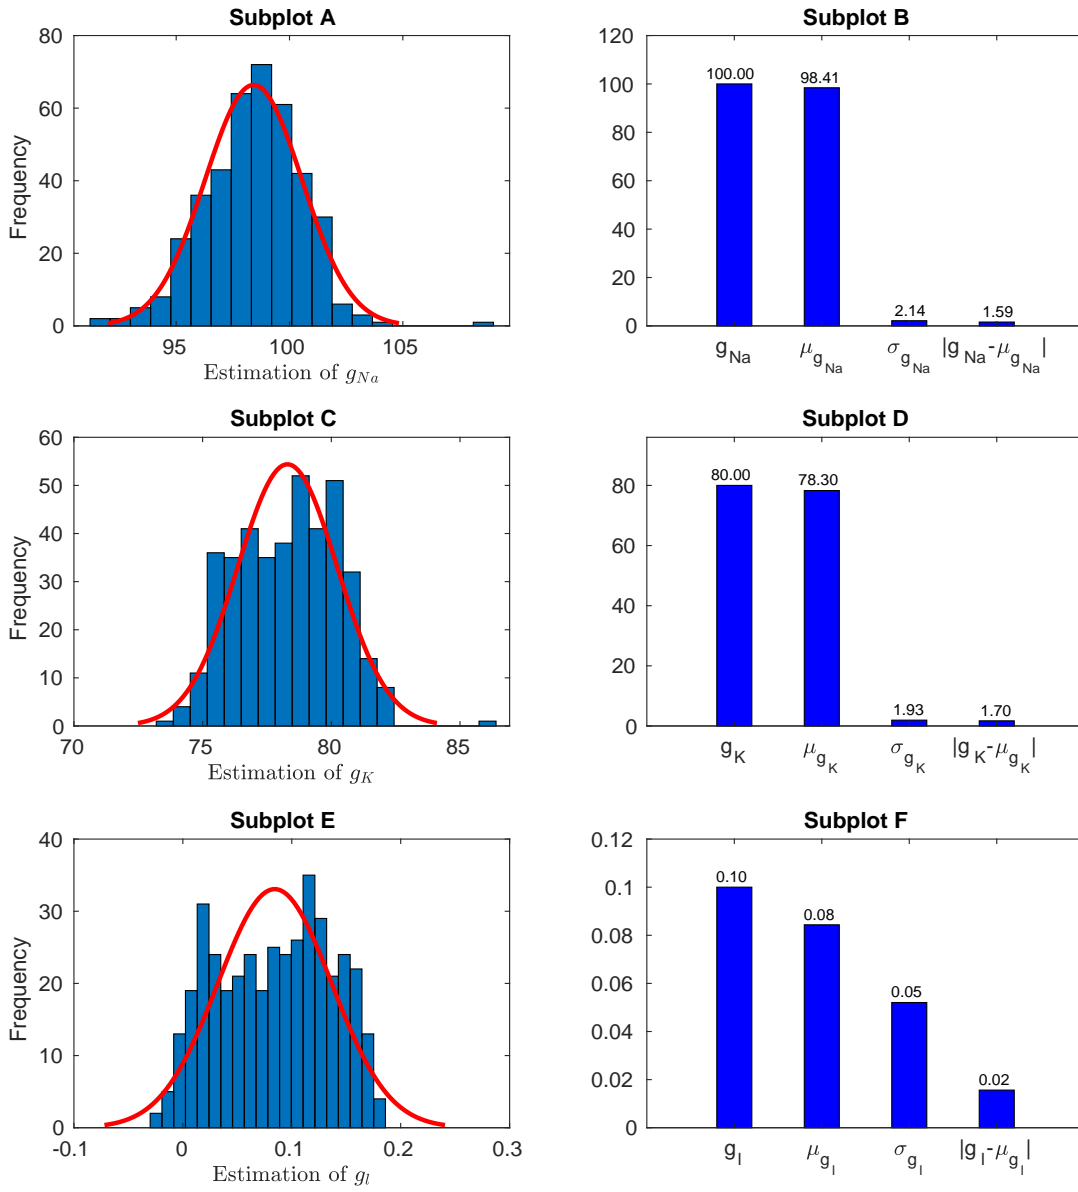 Subplot A
80
60
40
20
0
Frequency
95 100 105
Estimation of g_Na
Subplot B
120
100
80
60
40
20
0
100.00
98.41
2.14
1.59
g_Na μ_g_Na σ_g_Na |g_Na-μ_g_Na|
Subplot C
60
50
40
30
20
10
0
Frequency
70 75 80 85
Estimation of g_K
Subplot D
80
60
40
20
0
80.00
78.30
1.93
1.70
g_K μ_g_K σ_g_K |g_K-μ_g_K|
Subplot E
40
30
20
10
0
Frequency
-0.1 0 0.1 0.2 0.3
Estimation of g_l
Subplot F
0.12
0.1
0.08
0.06
0.04
0.02
0
0.10
0.08
0.05
0.02
g_l μ_g_l σ_g_l |g_l-μ_g_l|